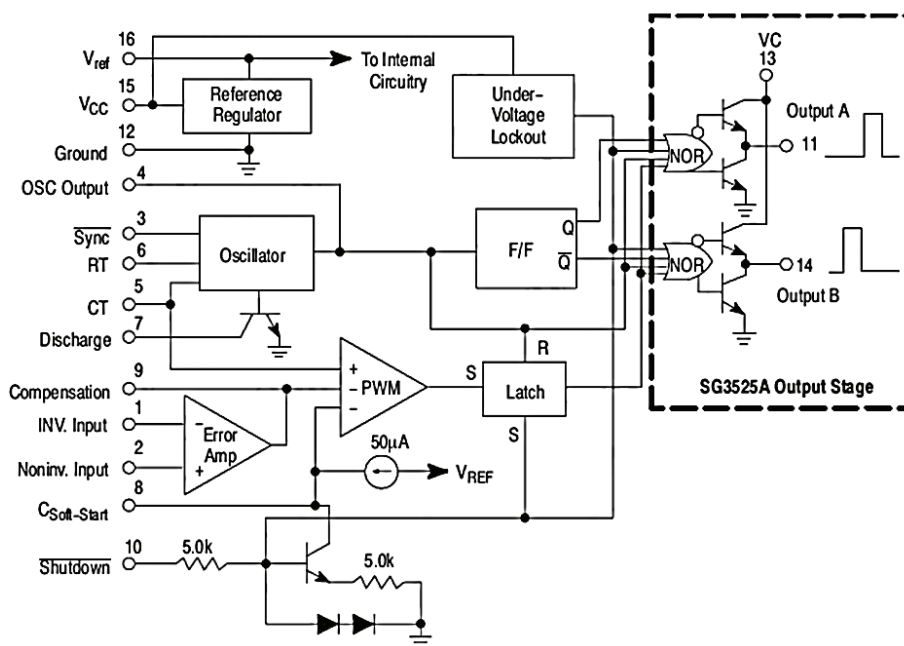 16
Vref
15
VCC
12
Ground
4
OSC Output
3
Sync
6
RT
5
CT
7
Discharge
9
Compensation
1
INV. Input
2
Noninv. Input
8
CSoft-Start
10
Shutdown
5.0k
5.0k
Reference
Regulator
To Internal
Circuitry
Under-
Voltage
Lockout
Oscillator
F/F
Q
Q
+
−
−
PWM
−
+
Error
Amp
50µA
VREF
S
R
Latch
S
NOR
NOR
VC
13
Output A
11
14
Output B
SG3525A Output Stage